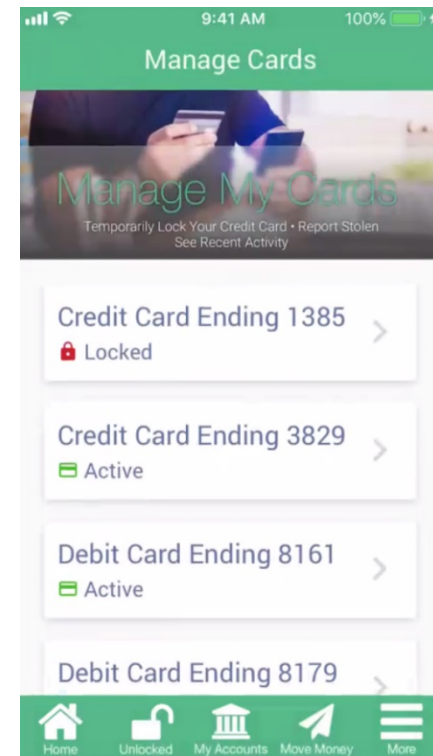 9:41 AM
100%
Manage Cards
Manage My Cards
Temporarily Lock Your Credit Card • Report Stolen
See Recent Activity
Credit Card Ending 1385
Locked
Credit Card Ending 3829
Active
Debit Card Ending 8161
Active
Debit Card Ending 8179
Home Unlocked My Accounts Move Money More